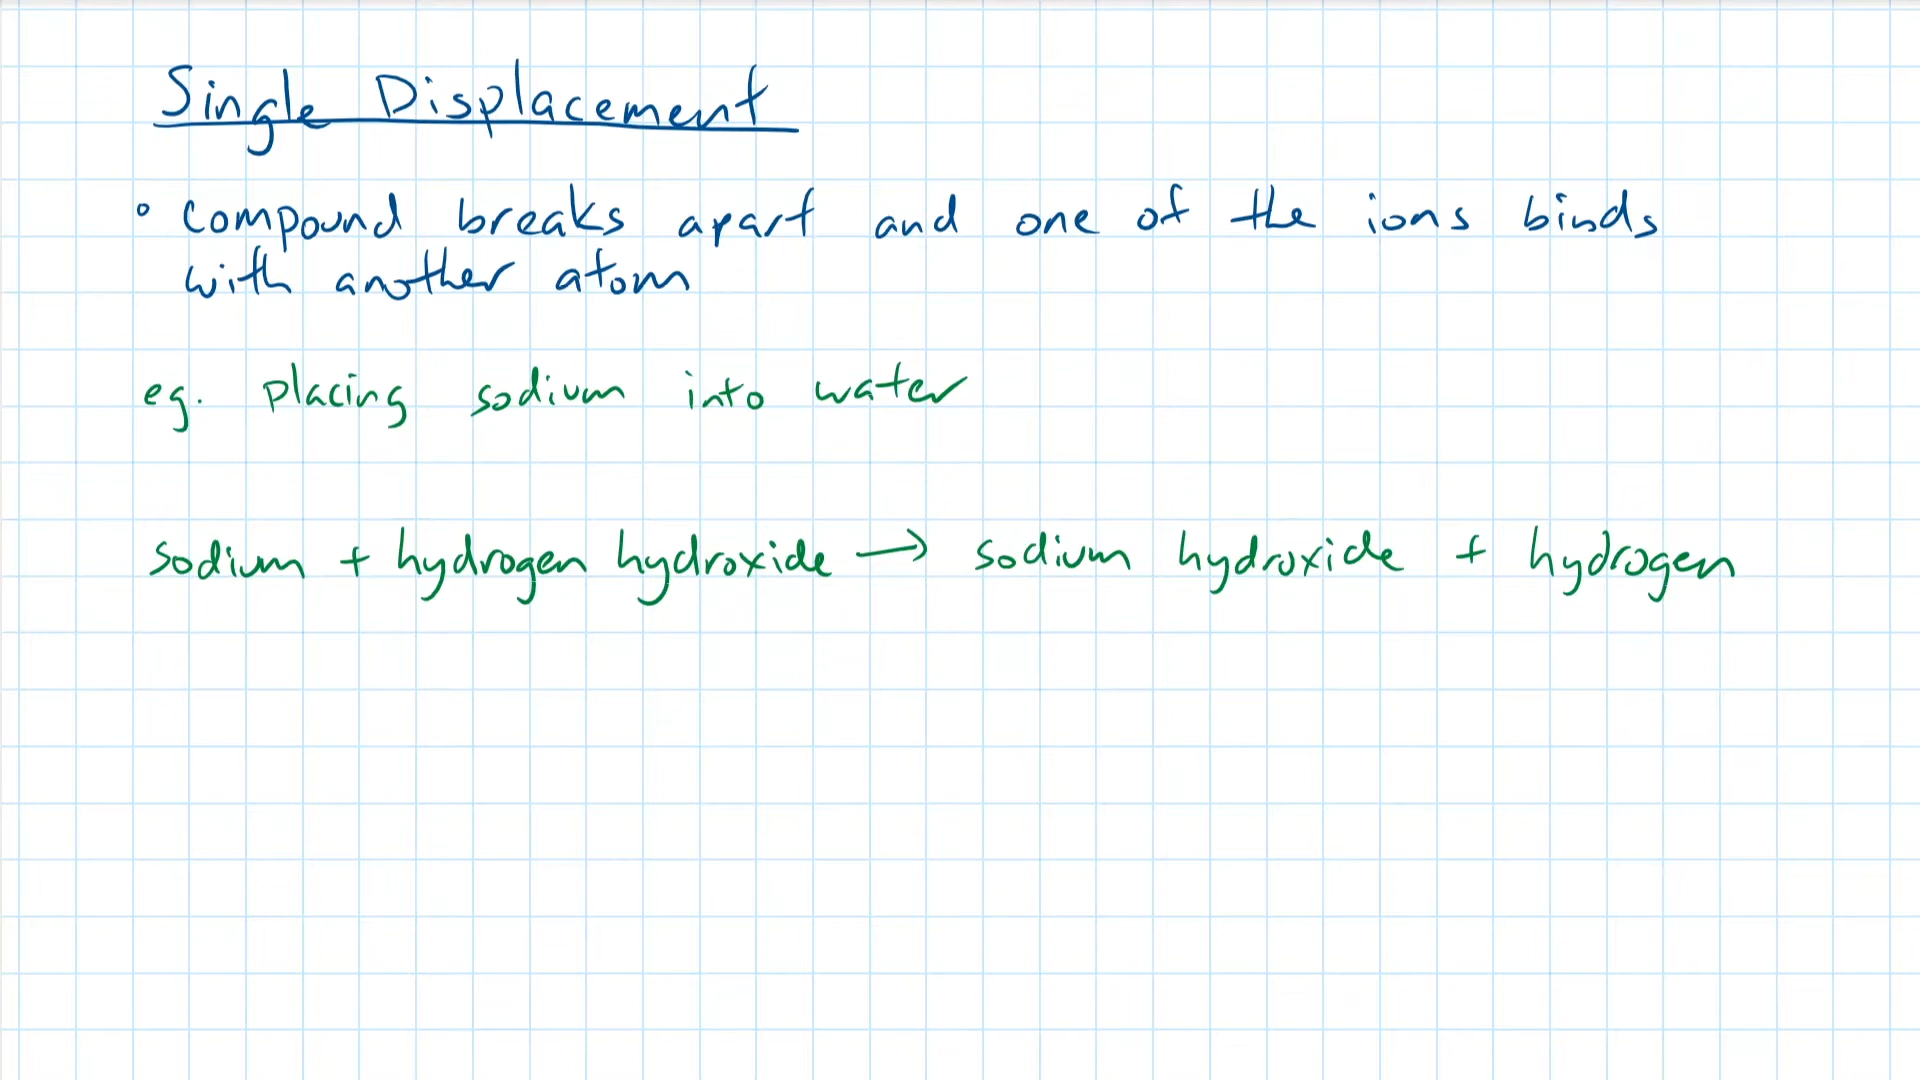 Single Displacement
° compound breaks apart and one of the ions binds
with another atom
eg. placing sodium into water
sodium + hydrogen hydroxide → sodium hydroxide + hydrogen